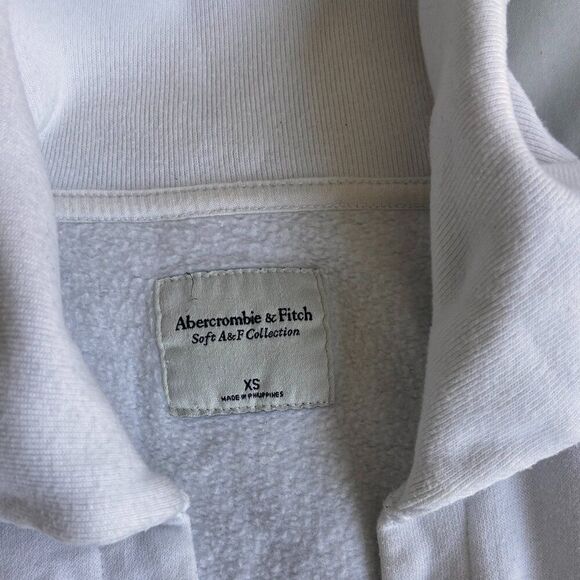 Abercrombie & Fitch
Soft A&F Collection
XS
MADE IN PHILIPPINES